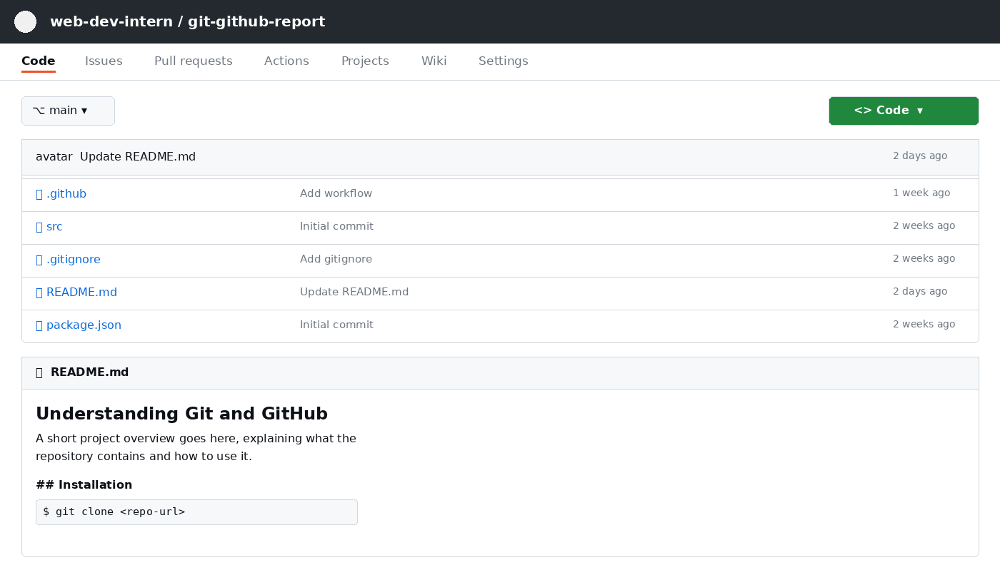 web-dev-intern / git-github-report
Code Issues Pull requests Actions Projects Wiki Settings
⌥ main ▾
<> Code ▾
avatar Update README.md 2 days ago
.github Add workflow 1 week ago
src Initial commit 2 weeks ago
.gitignore Add gitignore 2 weeks ago
README.md Update README.md 2 days ago
package.json Initial commit 2 weeks ago
README.md
Understanding Git and GitHub
A short project overview goes here, explaining what the
repository contains and how to use it.
## Installation
$ git clone <repo-url>